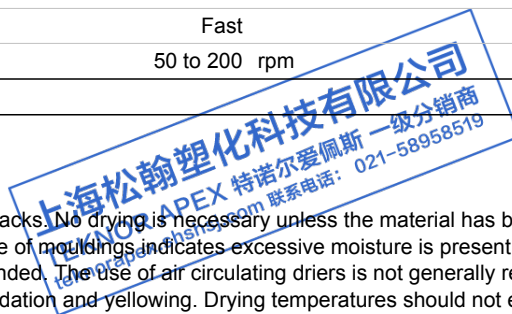 Fast
50 to 200 rpm
上海松翰塑化科技有限公司
TEKNOR APEX 特诺尔爱佩斯 一级分销商
teknorapex.shshsj.com 联系电话： 021-58958519
acks. No drying is necessary unless the material has b
e of mouldings indicates excessive moisture is present
nded. The use of air circulating driers is not generally re
dation and yellowing. Drying temperatures should not e